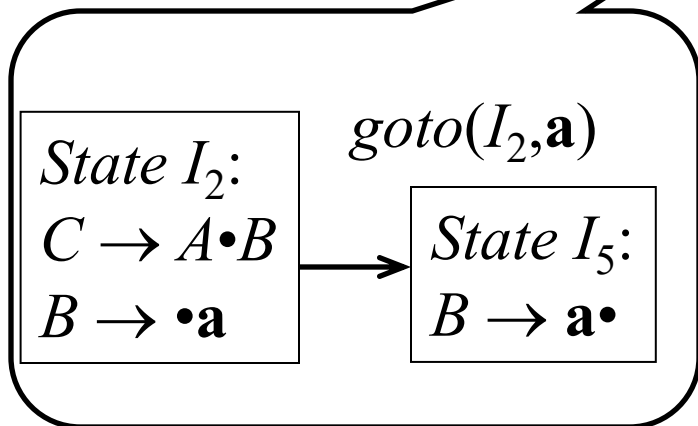 State I₂:
C → A•B
B → •a
goto(I₂,a)
State I₅:
B → a•